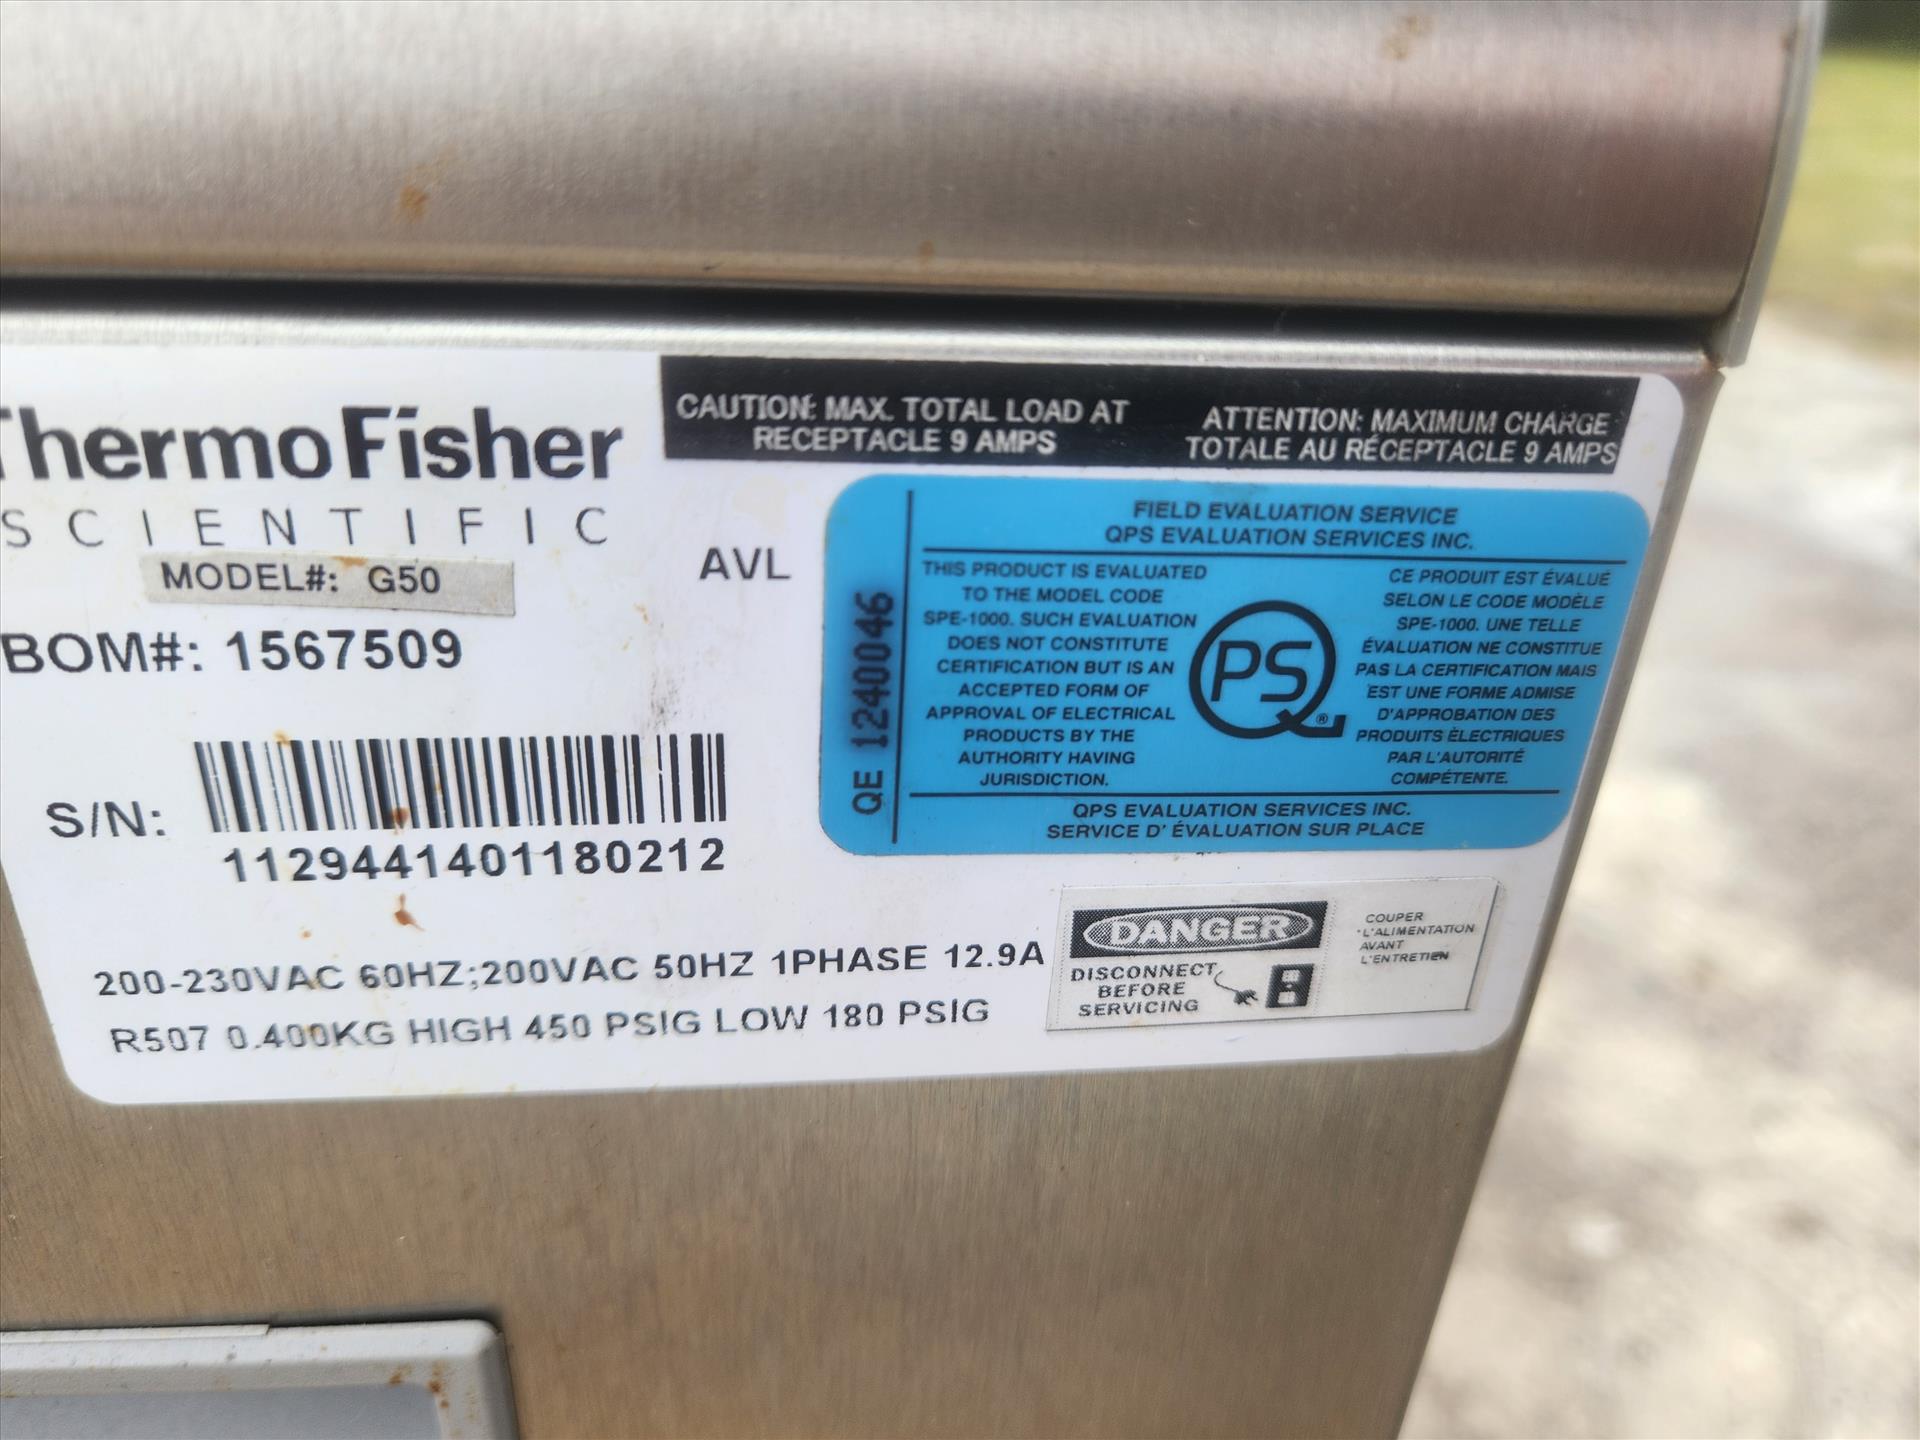 ThermoFisher
SCIENTIFIC
MODEL#: G50
BOM#: 1567509
AVL
S/N:
1129441401180212
200-230VAC 60HZ;200VAC 50HZ 1PHASE 12.9A
R507 0.400KG HIGH 450 PSIG LOW 180 PSIG
CAUTION: MAX. TOTAL LOAD AT
RECEPTACLE 9 AMPS
ATTENTION: MAXIMUM CHARGE
TOTALE AU RÉCEPTACLE 9 AMPS
QE 12400046
FIELD EVALUATION SERVICE
QPS EVALUATION SERVICES INC.
THIS PRODUCT IS EVALUATED
TO THE MODEL CODE
SPE-1000. SUCH EVALUATION
DOES NOT CONSTITUTE
CERTIFICATION BUT IS AN
ACCEPTED FORM OF
APPROVAL OF ELECTRICAL
PRODUCTS BY THE
AUTHORITY HAVING
JURISDICTION.
QPS®
CE PRODUIT EST ÉVALUÉ
SELON LE CODE MODÈLE
SPE-1000. UNE TELLE
ÉVALUATION NE CONSTITUE
PAS LA CERTIFICATION MAIS
EST UNE FORME ADMISE
D'APPROBATION DES
PRODUITS ÈLECTRIQUES
PAR L'AUTORITÉ
COMPÉTENTE.
QPS EVALUATION SERVICES INC.
SERVICE D' ÉVALUATION SUR PLACE
DANGER
DISCONNECT
BEFORE
SERVICING
COUPER
L'ALIMENTATION
AVANT
L'ENTRETIEN